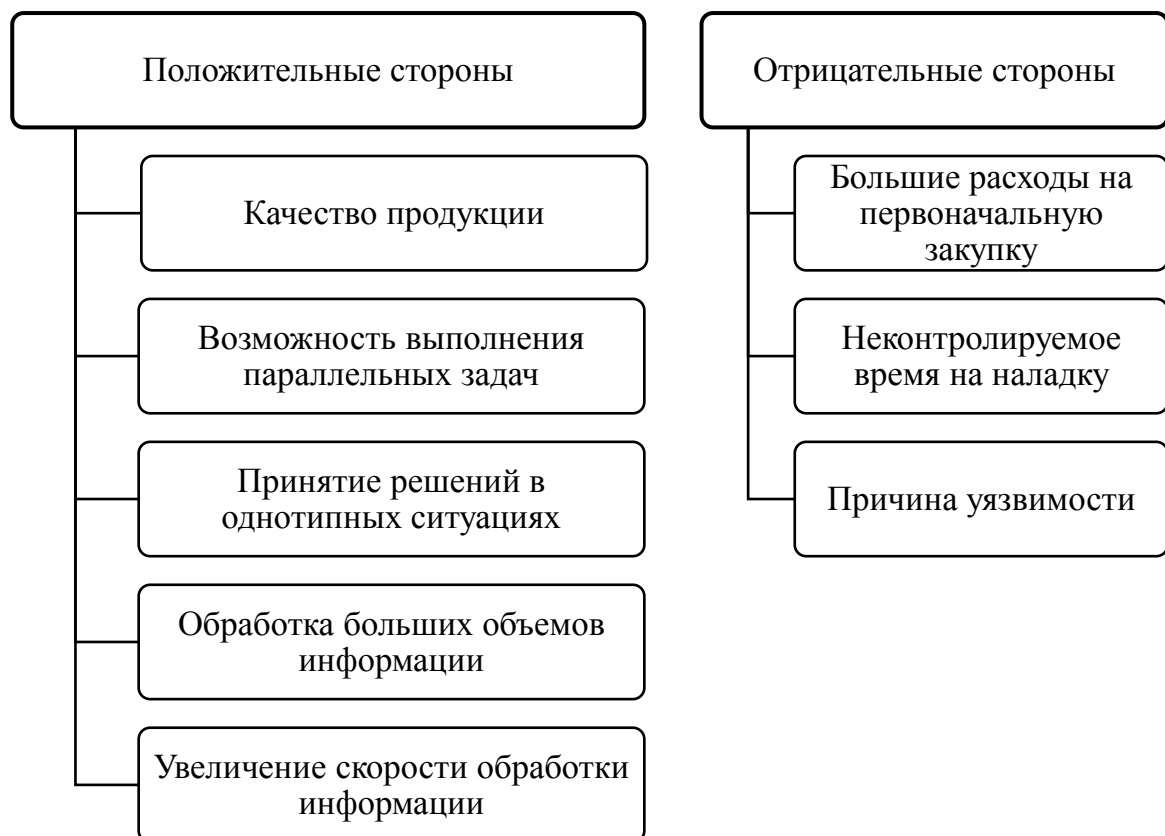 Положительные стороны
Качество продукции
Возможность выполнения
параллельных задач
Принятие решений в
однотипных ситуациях
Обработка больших объемов
информации
Увеличение скорости обработки
информации
Отрицательные стороны
Большие расходы на
первоначальную
закупку
Неконтролируемое
время на наладку
Причина уязвимости